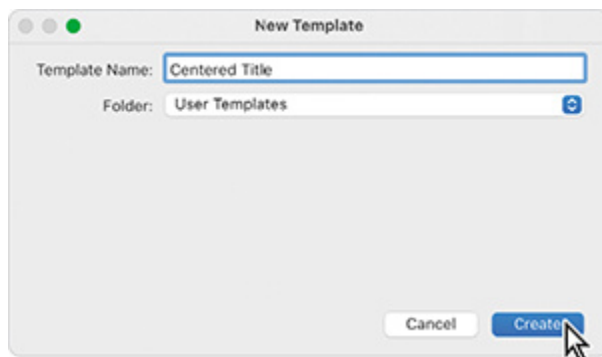 New Template
Template Name: Centered Title
Folder: User Templates
Cancel Create